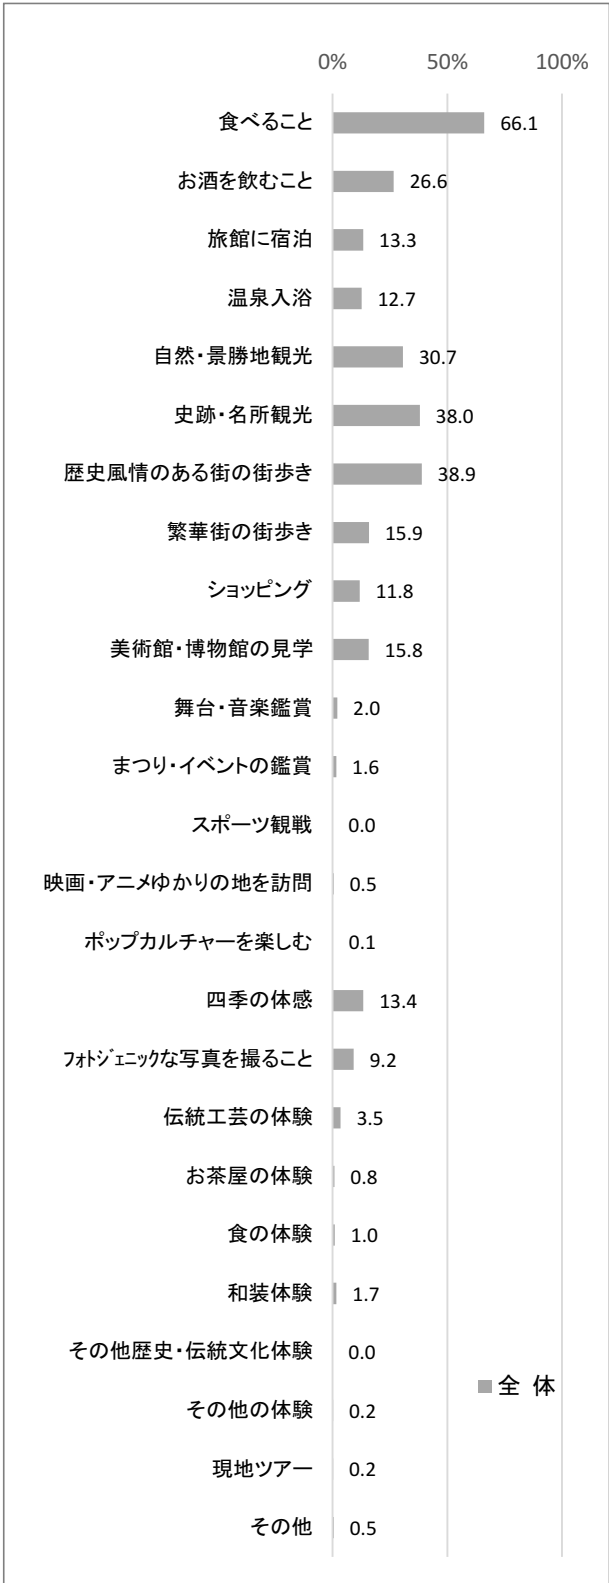 0% 50% 100%
食べること 66.1
お酒を飲むこと 26.6
旅館に宿泊 13.3
温泉入浴 12.7
自然・景勝地観光 30.7
史跡・名所観光 38.0
歴史風情のある街の街歩き 38.9
繁華街の街歩き 15.9
ショッピング 11.8
美術館・博物館の見学 15.8
舞台・音楽鑑賞 2.0
まつり・イベントの鑑賞 1.6
スポーツ観戦 0.0
映画・アニメゆかりの地を訪問 0.5
ポップカルチャーを楽しむ 0.1
四季の体感 13.4
フォトジェニックな写真を撮ること 9.2
伝統工芸の体験 3.5
お茶屋の体験 0.8
食の体験 1.0
和装体験 1.7
その他歴史・伝統文化体験 0.0
全 体
その他の体験 0.2
現地ツアー 0.2
その他 0.5